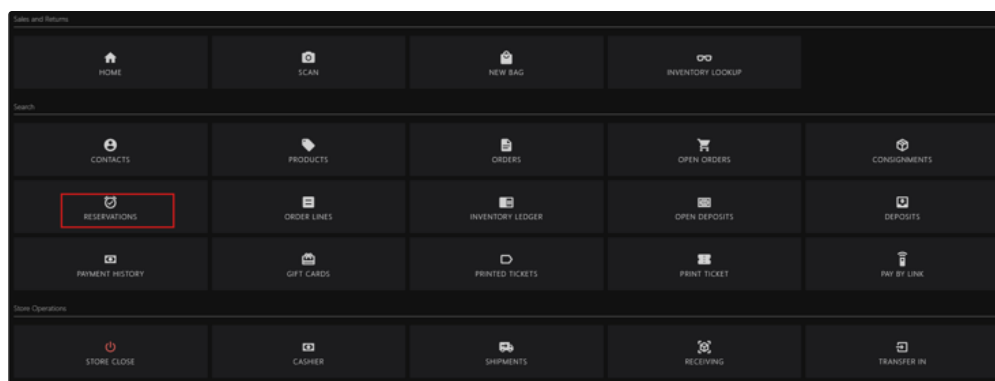 Sales and Returns
HOME SCAN NEW BAG INVENTORY LOOKUP
Search
CONTACTS PRODUCTS ORDERS OPEN ORDERS CONSIGNMENTS
RESERVATIONS ORDER LINES INVENTORY LEDGER OPEN DEPOSITS DEPOSITS
PAYMENT HISTORY GIFT CARDS PRINTED TICKETS PRINT TICKET PAY BY LINK
Store Operations
STORE CLOSE CASHIER SHIPMENTS RECEIVING TRANSFER IN